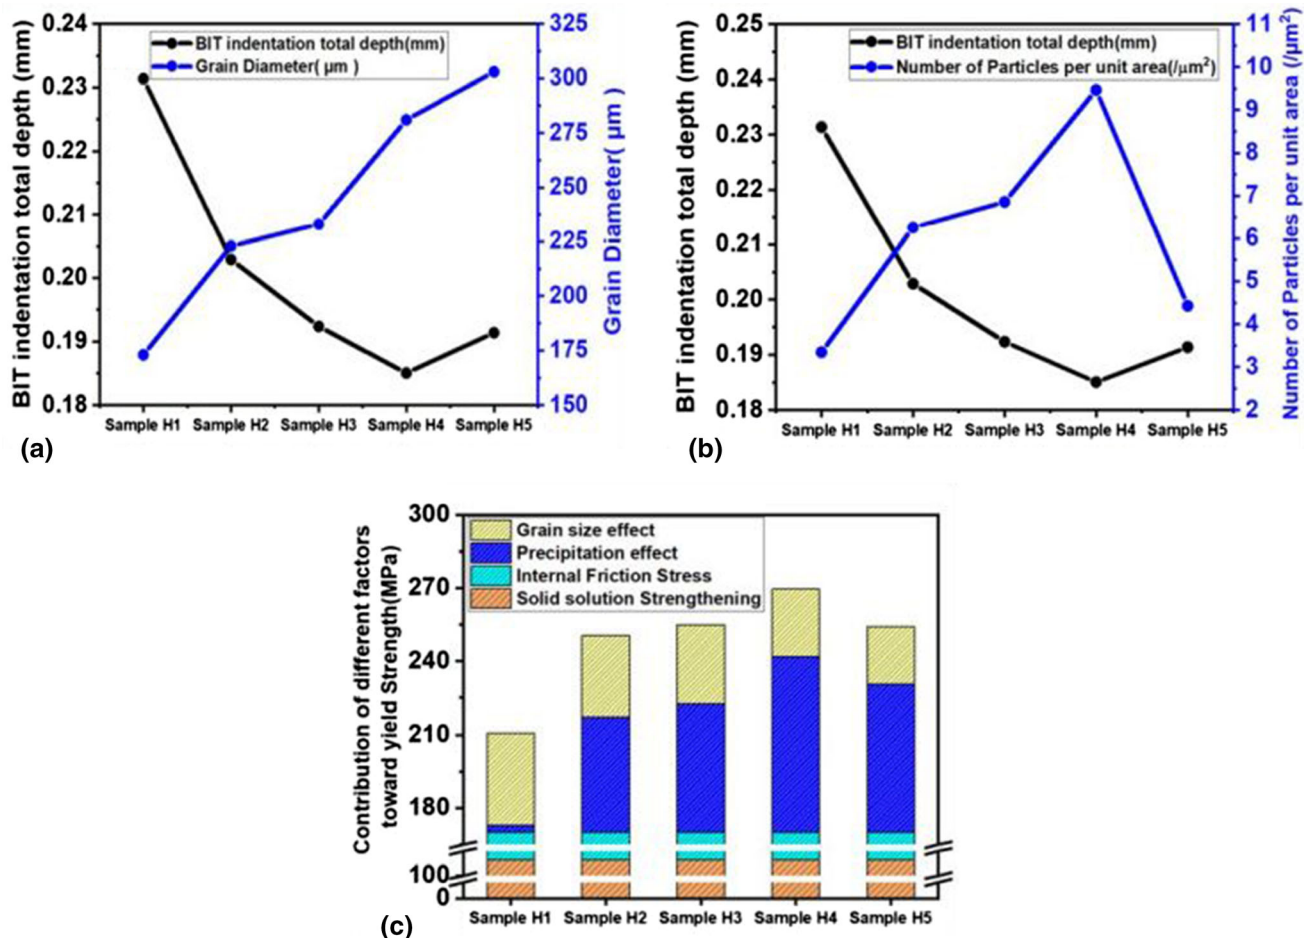 BIT indentation total depth (mm)
0.24
0.23
0.22
0.21
0.20
0.19
0.18
BIT indentation total depth(mm)
Grain Diameter( µm )
325
300
275
250
225
200
175
150
Grain Diameter( µm )
Sample H1 Sample H2 Sample H3 Sample H4 Sample H5
(a)
BIT indentation total depth (mm)
0.25
0.24
0.23
0.22
0.21
0.20
0.19
0.18
BIT indentation total depth(mm)
Number of Particles per unit area(/µm²)
11
10
9
8
7
6
5
4
3
2
Number of Particles per unit area (/µm²)
Sample H1 Sample H2 Sample H3 Sample H4 Sample H5
(b)
Contribution of different factors
toward yield Strength(MPa)
300
270
240
210
180
100
0
Grain size effect
Precipitation effect
Internal Friction Stress
Solid solution Strengthening
Sample H1 Sample H2 Sample H3 Sample H4 Sample H5
(c)